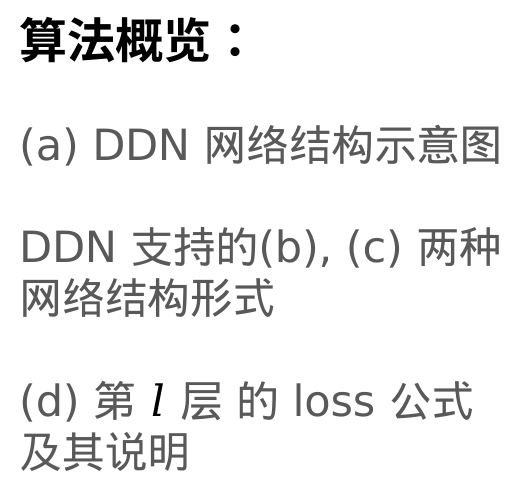 算法概览：
(a) DDN 网络结构示意图
DDN 支持的(b), (c) 两种
网络结构形式
(d) 第 l 层 的 loss 公式
及其说明